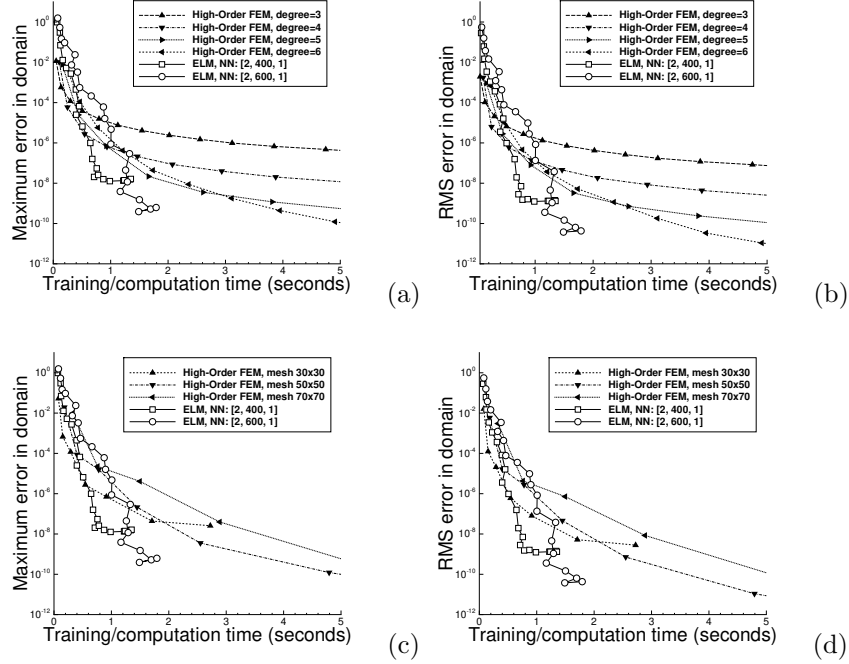 Maximum error in domain
10^0
10^-2
10^-4
10^-6
10^-8
10^-10
10^-12
High-Order FEM, degree=3
High-Order FEM, degree=4
High-Order FEM, degree=5
High-Order FEM, degree=6
ELM, NN: [2, 400, 1]
ELM, NN: [2, 600, 1]
0 1 2 3 4 5
Training/computation time (seconds)
(a)
RMS error in domain
10^0
10^-2
10^-4
10^-6
10^-8
10^-10
10^-12
High-Order FEM, degree=3
High-Order FEM, degree=4
High-Order FEM, degree=5
High-Order FEM, degree=6
ELM, NN: [2, 400, 1]
ELM, NN: [2, 600, 1]
0 1 2 3 4 5
Training/computation time (seconds)
(b)
Maximum error in domain
10^0
10^-2
10^-4
10^-6
10^-8
10^-10
10^-12
High-Order FEM, mesh 30x30
High-Order FEM, mesh 50x50
High-Order FEM, mesh 70x70
ELM, NN: [2, 400, 1]
ELM, NN: [2, 600, 1]
0 1 2 3 4 5
Training/computation time (seconds)
(c)
RMS error in domain
10^0
10^-2
10^-4
10^-6
10^-8
10^-10
10^-12
High-Order FEM, mesh 30x30
High-Order FEM, mesh 50x50
High-Order FEM, mesh 70x70
ELM, NN: [2, 400, 1]
ELM, NN: [2, 600, 1]
0 1 2 3 4 5
Training/computation time (seconds)
(d)